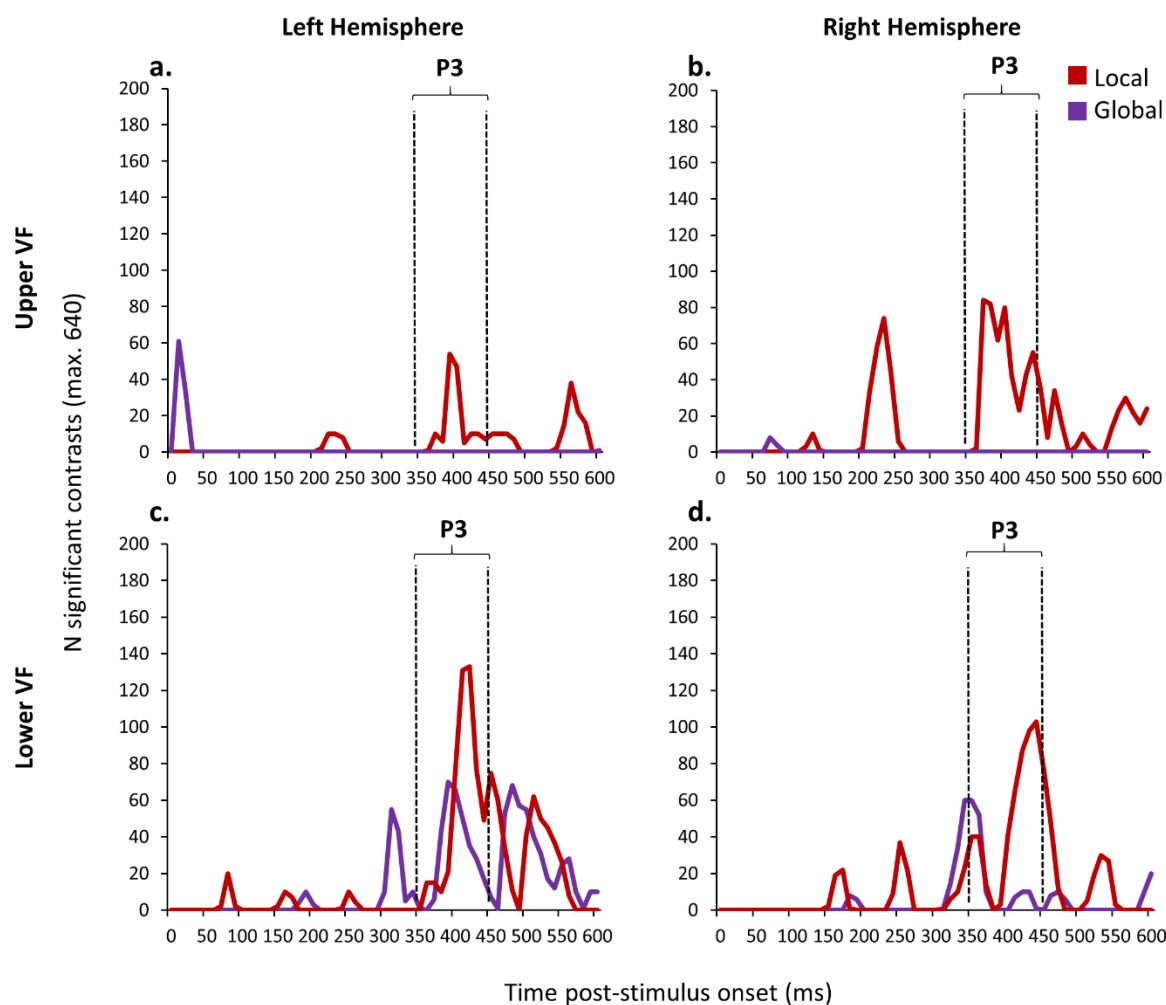 Left Hemisphere
Right Hemisphere
a.
P3
200
180
160
140
120
100
80
60
40
20
0
0 50 100 150 200 250 300 350 400 450 500 550 600
b.
P3
Local
Global
200
180
160
140
120
100
80
60
40
20
0
0 50 100 150 200 250 300 350 400 450 500 550 600
Upper VF
N significant contrasts (max. 640)
Lower VF
c.
P3
200
180
160
140
120
100
80
60
40
20
0
0 50 100 150 200 250 300 350 400 450 500 550 600
d.
P3
200
180
160
140
120
100
80
60
40
20
0
0 50 100 150 200 250 300 350 400 450 500 550 600
Time post-stimulus onset (ms)